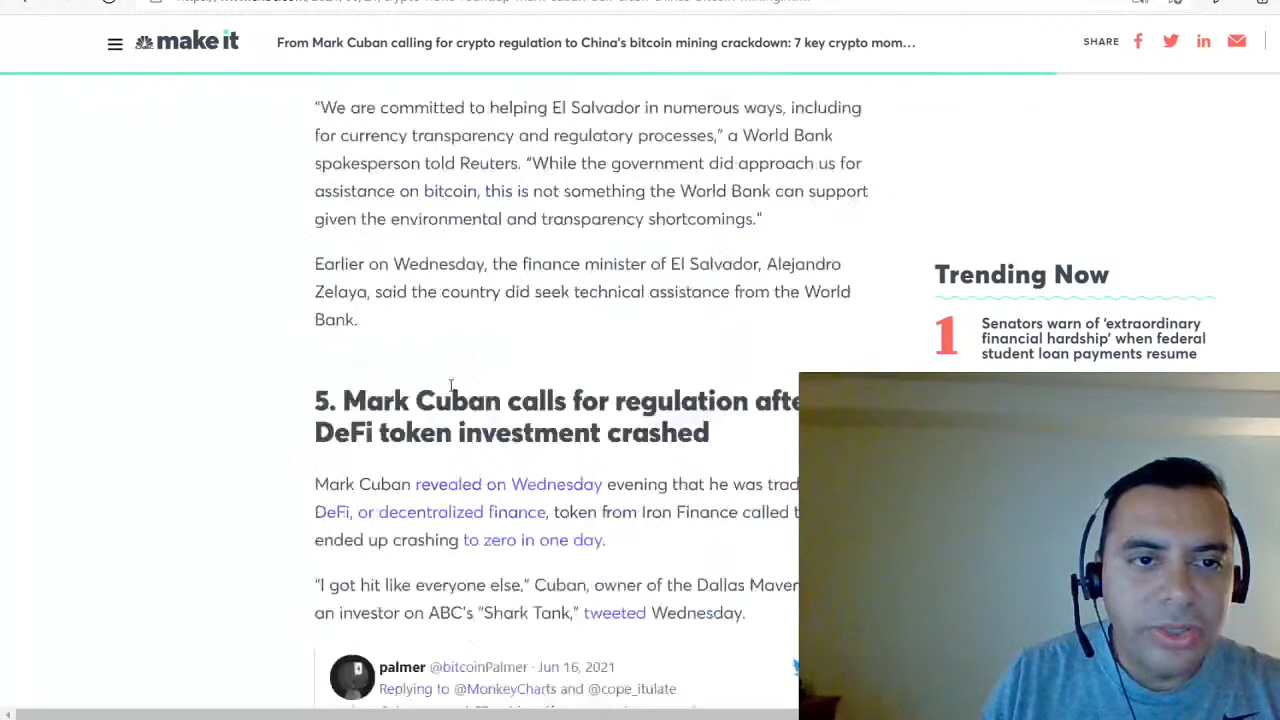 make it
From Mark Cuban calling for crypto regulation to China's bitcoin mining crackdown: 7 key crypto mom…
SHARE
“We are committed to helping El Salvador in numerous ways, including
for currency transparency and regulatory processes,” a World Bank
spokesperson told Reuters. “While the government did approach us for
assistance on bitcoin, this is not something the World Bank can support
given the environmental and transparency shortcomings.”
Earlier on Wednesday, the finance minister of El Salvador, Alejandro
Zelaya, said the country did seek technical assistance from the World
Bank.
Trending Now
1
Senators warn of ‘extraordinary
financial hardship’ when federal
student loan payments resume
5. Mark Cuban calls for regulation afte
DeFi token investment crashed
Mark Cuban revealed on Wednesday evening that he was trad
DeFi, or decentralized finance, token from Iron Finance called t
ended up crashing to zero in one day.
“I got hit like everyone else,” Cuban, owner of the Dallas Maver
an investor on ABC’s “Shark Tank,” tweeted Wednesday.
palmer @bitcoinPalmer · Jun 16, 2021
Replying to @MonkeyCharts and @cope_itulate